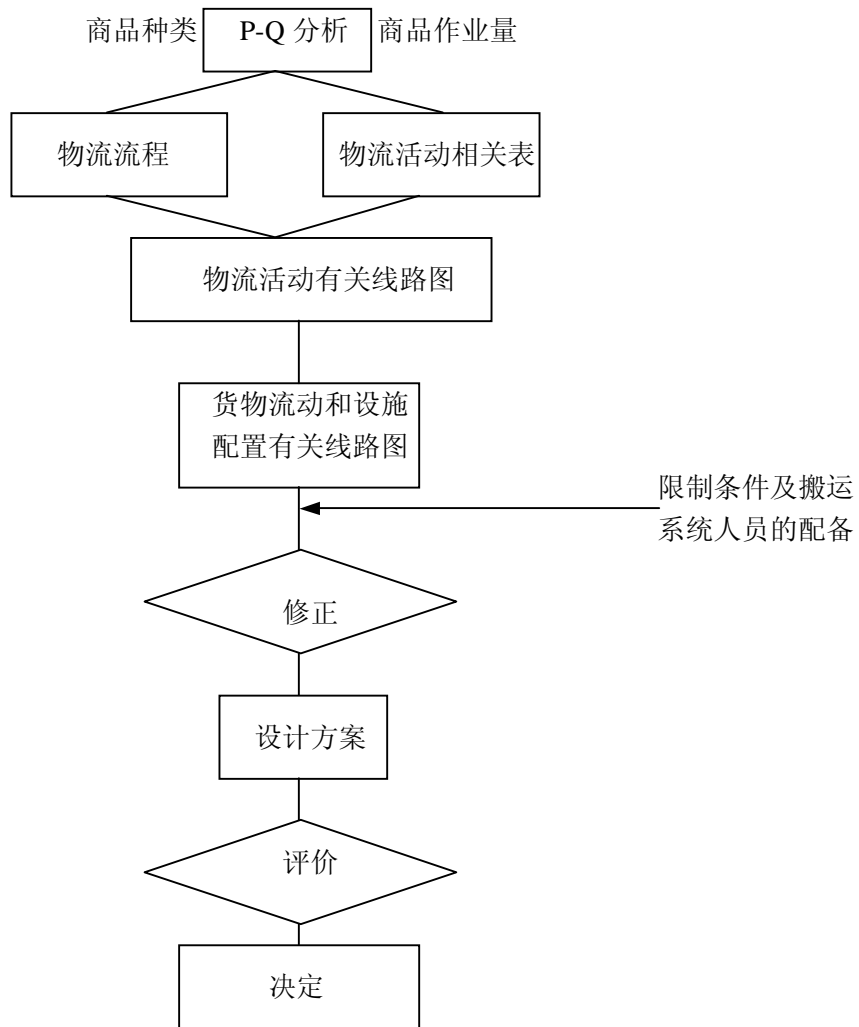 商品种类 P-Q 分析 商品作业量
物流流程 物流活动相关表
物流活动有关线路图
货物流动和设施
配置有关线路图
限制条件及搬运
系统人员的配备
修正
设计方案
评价
决定